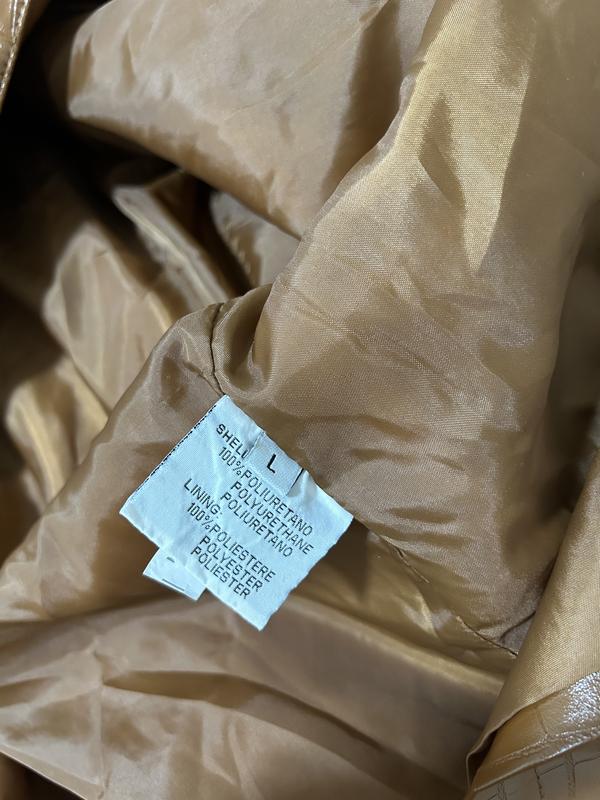 SHELL
L
100%POLIURETANO
POLYURETHANE
POLIURETANO
LINING:
100%POLIESTERE
POLYESTER
POLIESTER